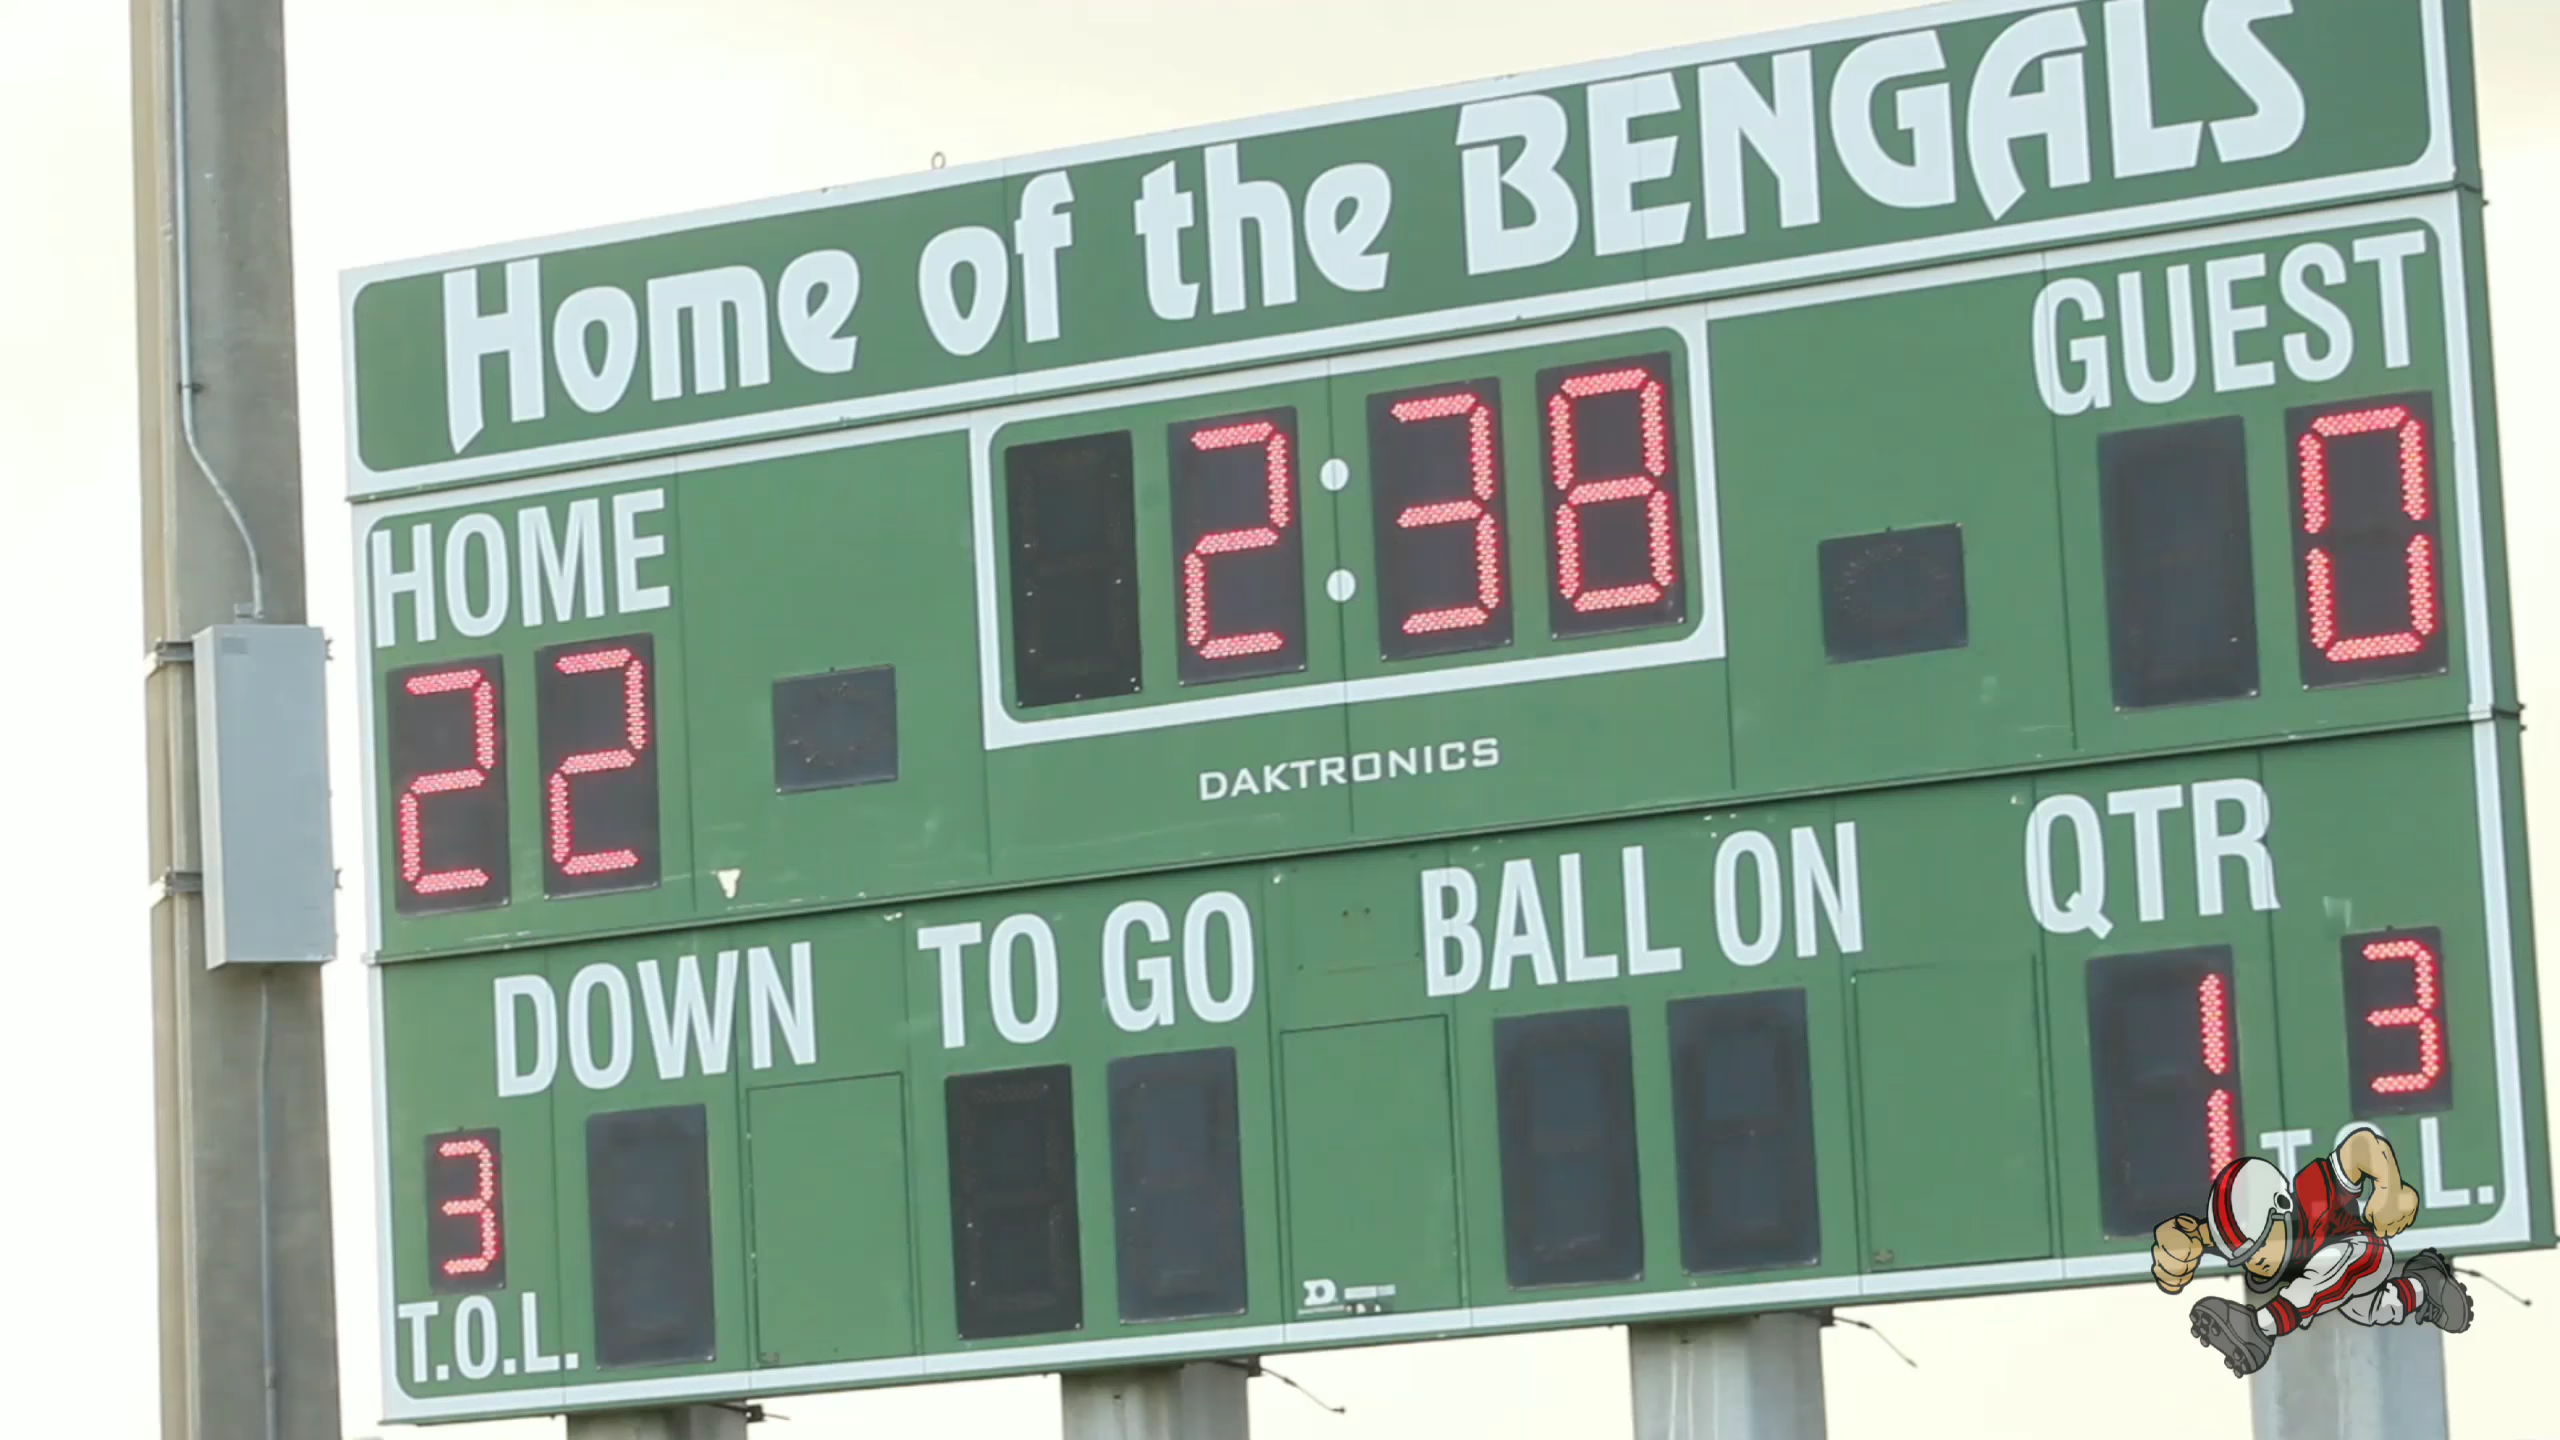 Home of the BENGALS
HOME
2:38
GUEST
22
0
DAKTRONICS
DOWN
TO GO
BALL ON
QTR
3
1
3
T.O.L.
T.O.L.